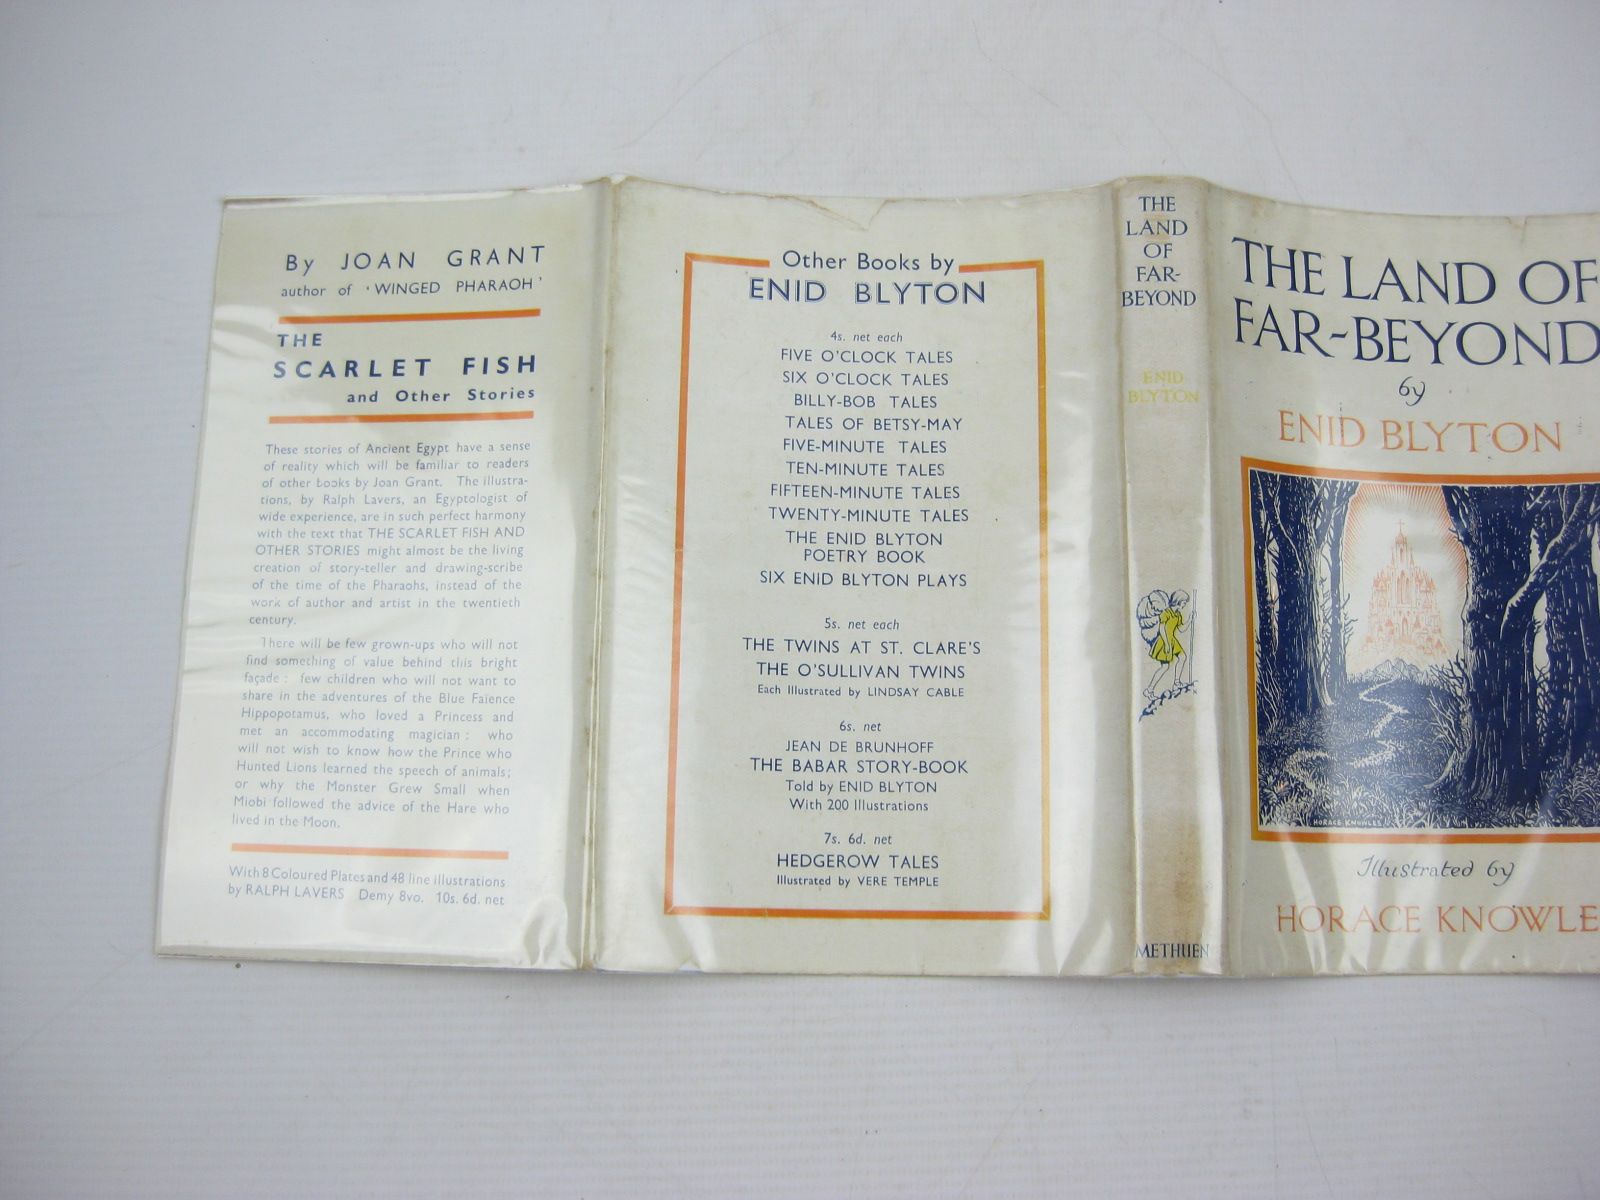 By JOAN GRANT
author of 'WINGED PHARAOH'
THE
SCARLET FISH
and Other Stories
These stories of Ancient Egypt have a sense
of reality which will be familiar to readers
of other books by Joan Grant. The illustra-
tions, by Ralph Lavers, an Egyptologist of
wide experience, are in such perfect harmony
with the text that THE SCARLET FISH AND
OTHER STORIES might almost be the living
creation of story-teller and drawing-scribe
of the time of the Pharaohs, instead of the
work of author and artist in the twentieth
century.
There will be few grown-ups who will not
find something of value behind this bright
façade : few children who will not want to
share in the adventures of the Blue Faïence
Hippopotamus, who loved a Princess and
met an accommodating magician : who
will not wish to know how the Prince who
Hunted Lions learned the speech of animals;
or why the Monster Grew Small when
Miobi followed the advice of the Hare who
lived in the Moon.
With 8 Coloured Plates and 48 line illustrations
by RALPH LAVERS Demy 8vo. 10s. 6d. net
Other Books by
ENID BLYTON
4s. net each
FIVE O'CLOCK TALES
SIX O'CLOCK TALES
BILLY-BOB TALES
TALES OF BETSY-MAY
FIVE-MINUTE TALES
TEN-MINUTE TALES
FIFTEEN-MINUTE TALES
TWENTY-MINUTE TALES
THE ENID BLYTON
POETRY BOOK
SIX ENID BLYTON PLAYS
5s. net each
THE TWINS AT ST. CLARE'S
THE O'SULLIVAN TWINS
Each Illustrated by LINDSAY CABLE
6s. net
JEAN DE BRUNHOFF
THE BABAR STORY-BOOK
Told by ENID BLYTON
With 200 Illustrations
7s. 6d. net
HEDGEROW TALES
Illustrated by VERE TEMPLE
THE
LAND
OF
FAR-
BEYOND
ENID
BLYTON
METHUEN
THE LAND OF
FAR-BEYOND
by
ENID BLYTON
HORACE KNOWLES
Illustrated by
HORACE KNOWLE